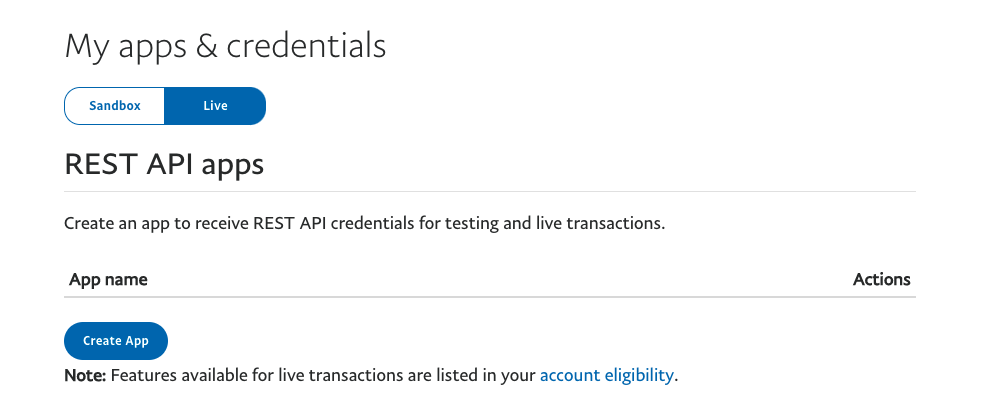 My apps & credentials
Sandbox Live
REST API apps
Create an app to receive REST API credentials for testing and live transactions.
App name Actions
Create App
Note: Features available for live transactions are listed in your account eligibility.